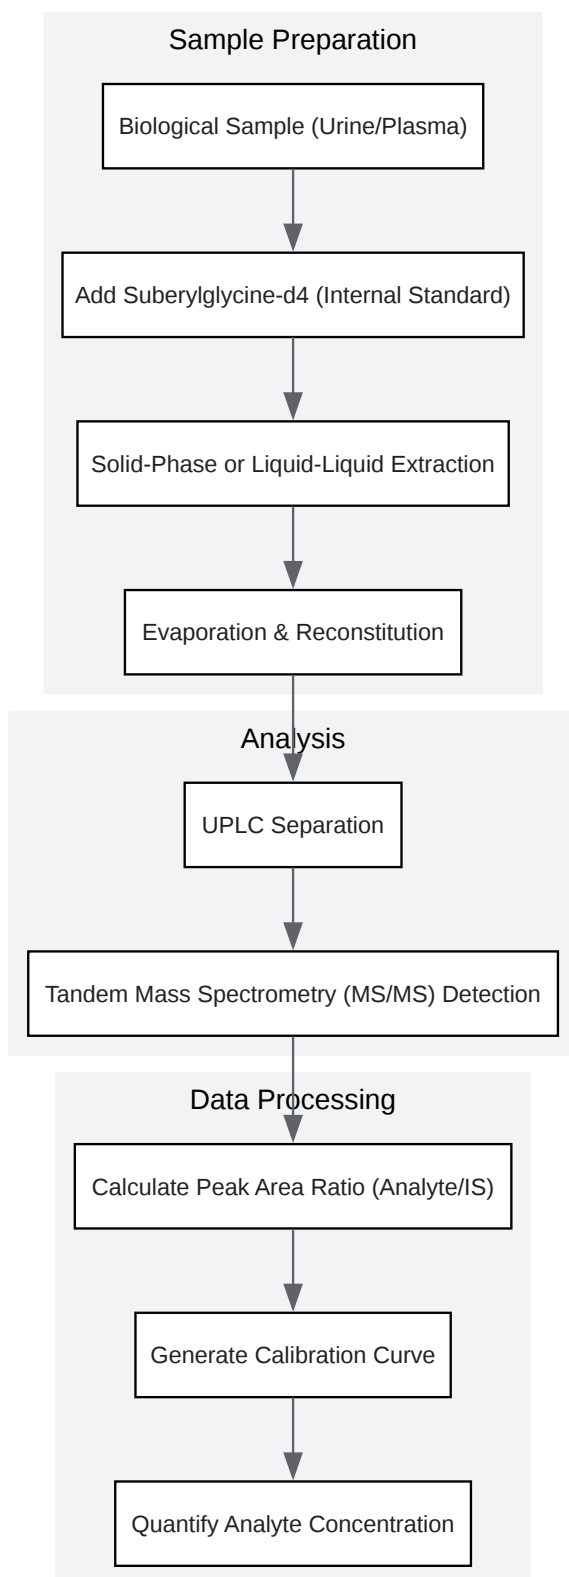 Sample Preparation
Biological Sample (Urine/Plasma)
Add Suberylglycine-d4 (Internal Standard)
Solid-Phase or Liquid-Liquid Extraction
Evaporation & Reconstitution
Analysis
UPLC Separation
Tandem Mass Spectrometry (MS/MS) Detection
Data Processing
Calculate Peak Area Ratio (Analyte/IS)
Generate Calibration Curve
Quantify Analyte Concentration